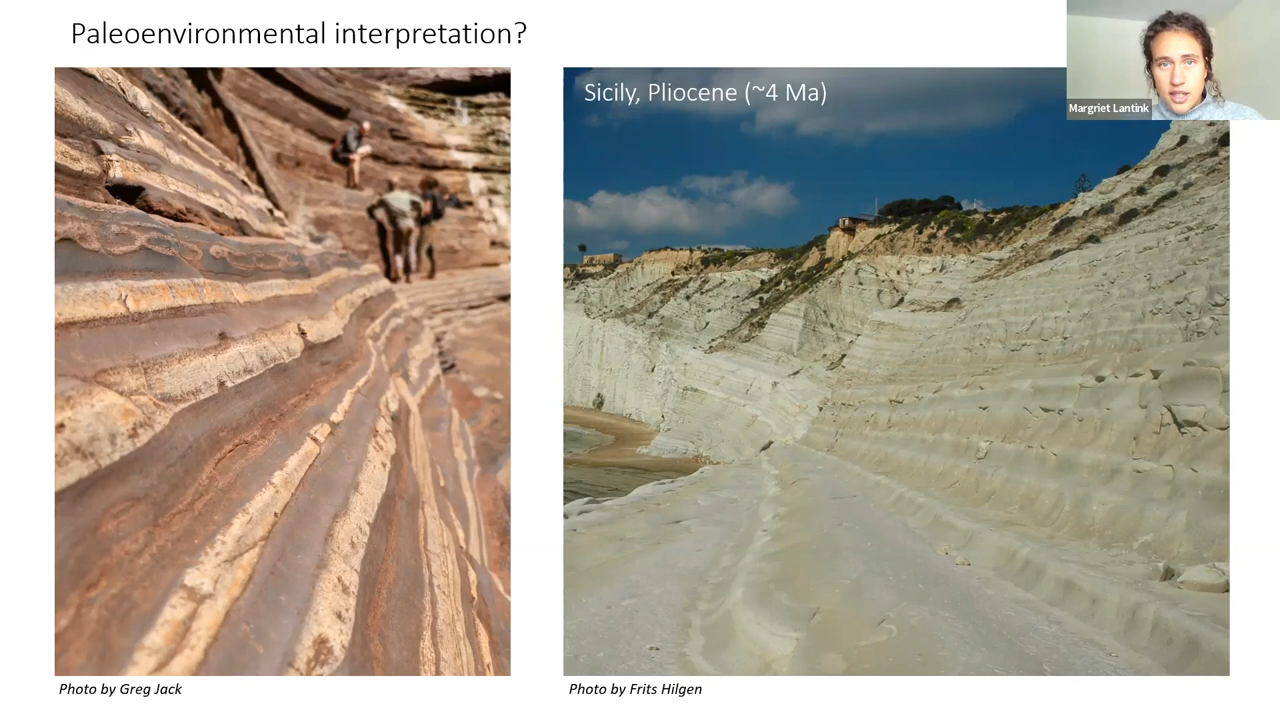 Paleoenvironmental interpretation?
Sicily, Pliocene (~4 Ma)
Margriet Lantink
Photo by Greg Jack
Photo by Frits Hilgen